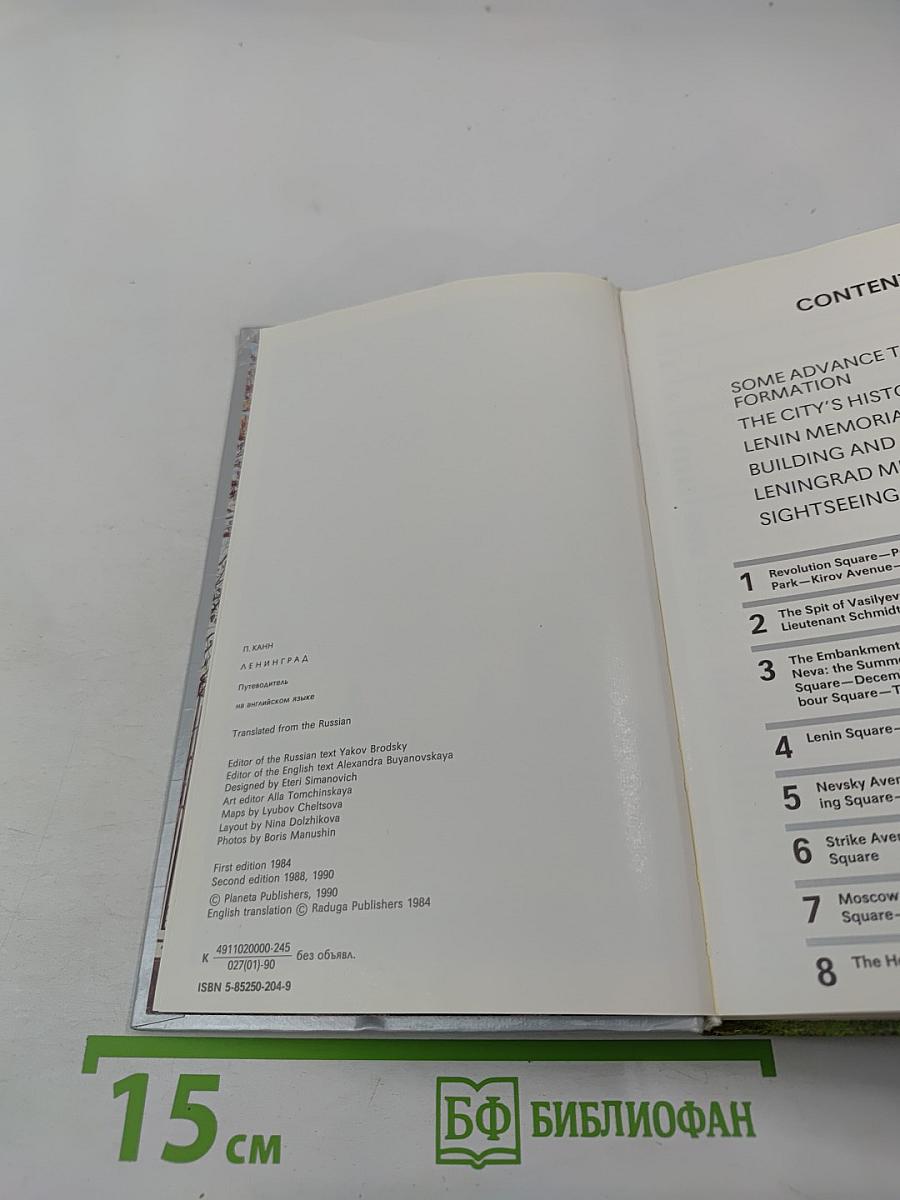 П. КАНН
ЛЕНИНГРАД
Путеводитель
на английском языке
Translated from the Russian
Editor of the Russian text Yakov Brodsky
Editor of the English text Alexandra Buyanovskaya
Designed by Eteri Simanovich
Art editor Alla Tomchinskaya
Maps by Lyubov Cheltsova
Layout by Nina Dolzhikova
Photos by Boris Manushin
First edition 1984
Second edition 1988, 1990
© Planeta Publishers, 1990
English translation © Raduga Publishers 1984
К 4911020000-245 без объявл.
027(01)-90
ISBN 5-85250-204-9
CONTEN
SOME ADVANCE
FORMATION
THE CITY'S HISTO
LENIN MEMORIA
BUILDING AND
LENINGRAD M
SIGHTSEEING
1 Revolution Square—P
Park—Kirov Avenue—
2 The Spit of Vasilyev
Lieutenant Schmidt
3 The Embankment
Neva: the Summe
Square—Decem
bour Square—T
4 Lenin Square—
5 Nevsky Aven
ing Square—
6 Strike Aven
Square
7 Moscow
Square—
8 The He
15 см
БФ БИБЛИОФАН